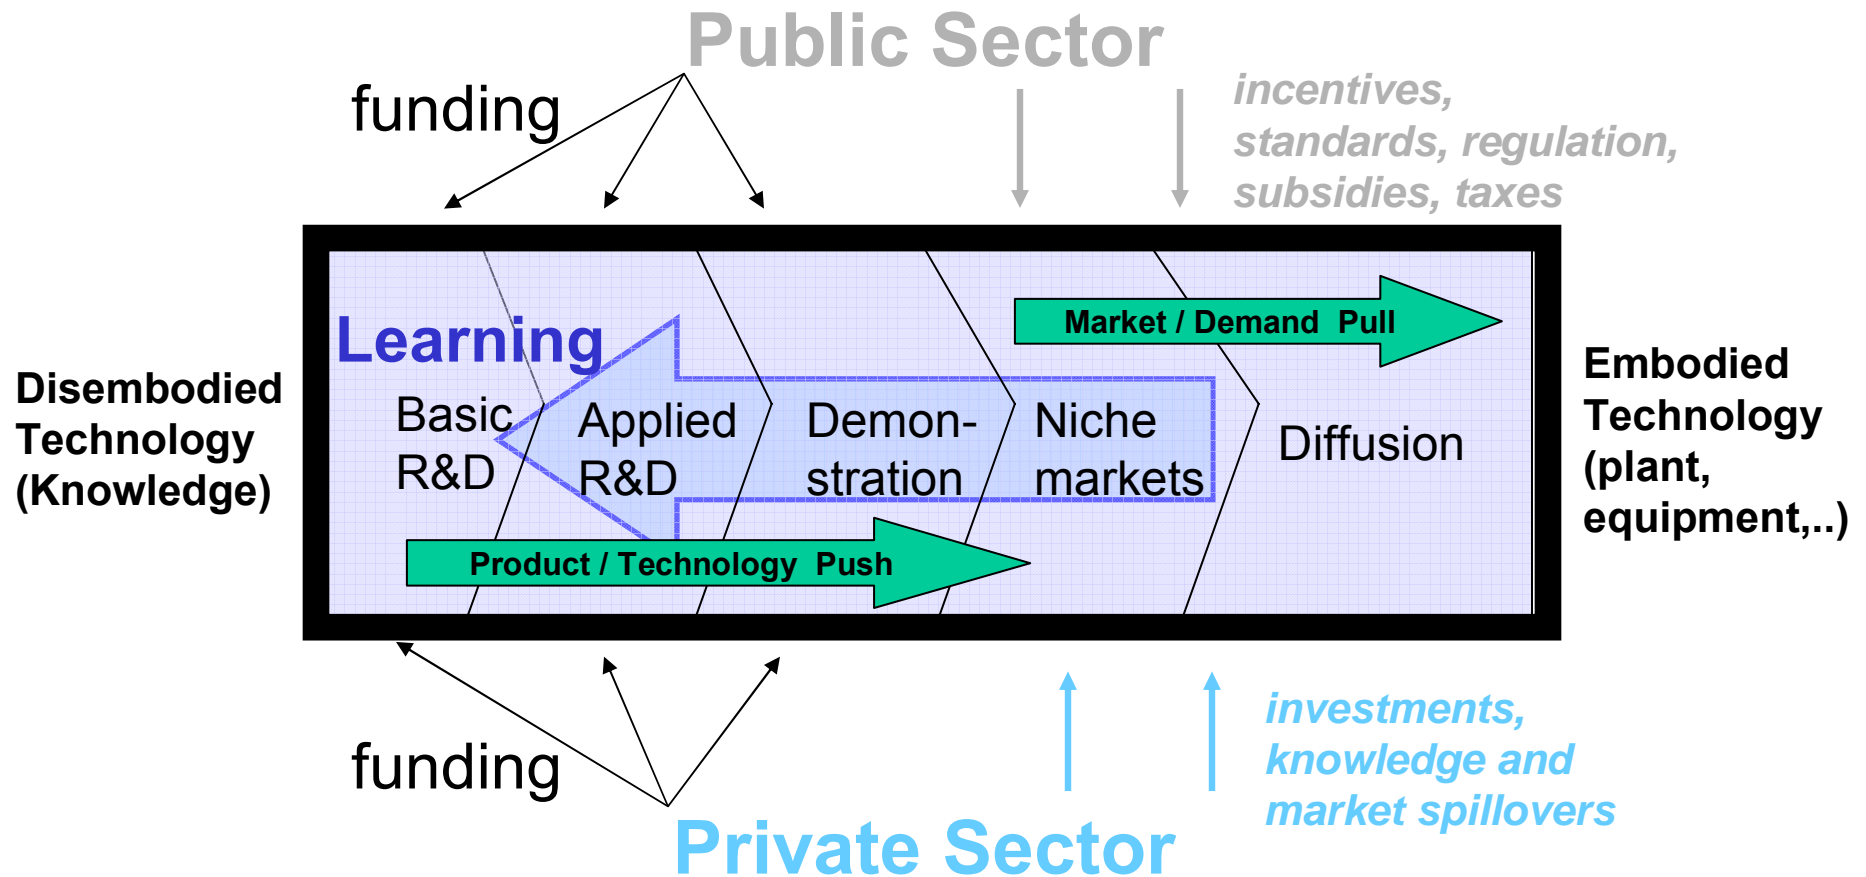 Public Sector
funding
incentives,
standards, regulation,
subsidies, taxes
Learning
Market / Demand Pull
Disembodied
Technology
(Knowledge)
Basic
R&D
Applied
R&D
Demon-
stration
Niche
markets
Diffusion
Embodied
Technology
(plant,
equipment,..)
Product / Technology Push
funding
investments,
knowledge and
market spillovers
Private Sector